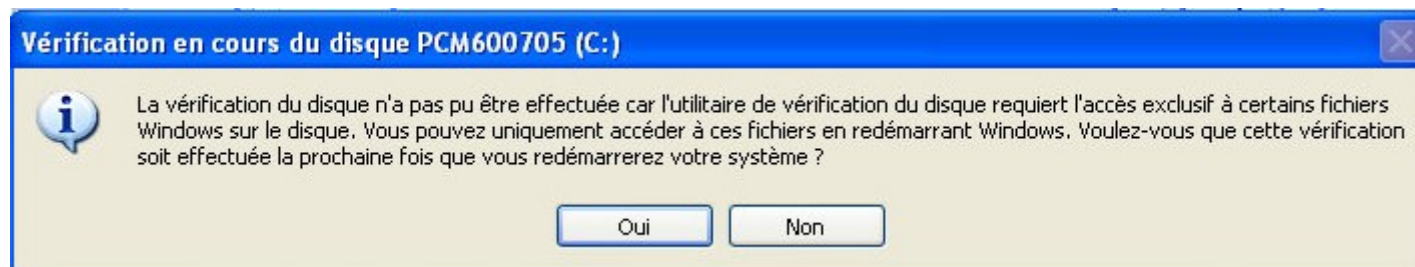 Vérification en cours du disque PCM600705 (C:)
La vérification du disque n'a pas pu être effectuée car l'utilitaire de vérification du disque requiert l'accès exclusif à certains fichiers
Windows sur le disque. Vous pouvez uniquement accéder à ces fichiers en redémarrant Windows. Voulez-vous que cette vérification
soit effectuée la prochaine fois que vous redémarrerez votre système ?
Oui
Non